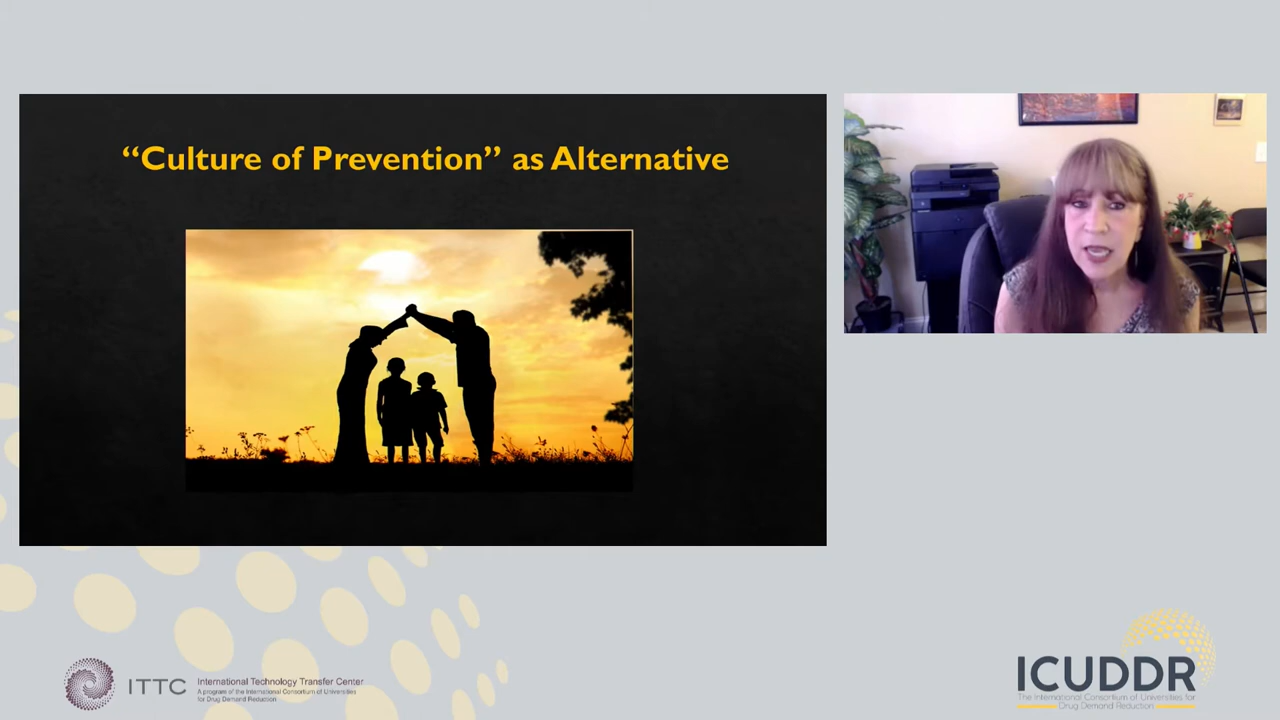 “Culture of Prevention” as Alternative
ITTC
International Technology Transfer Center
A program of the International Consortium of Universities
for Drug Demand Reduction
ICUDDR
The International Consortium of Universities for
Drug Demand Reduction